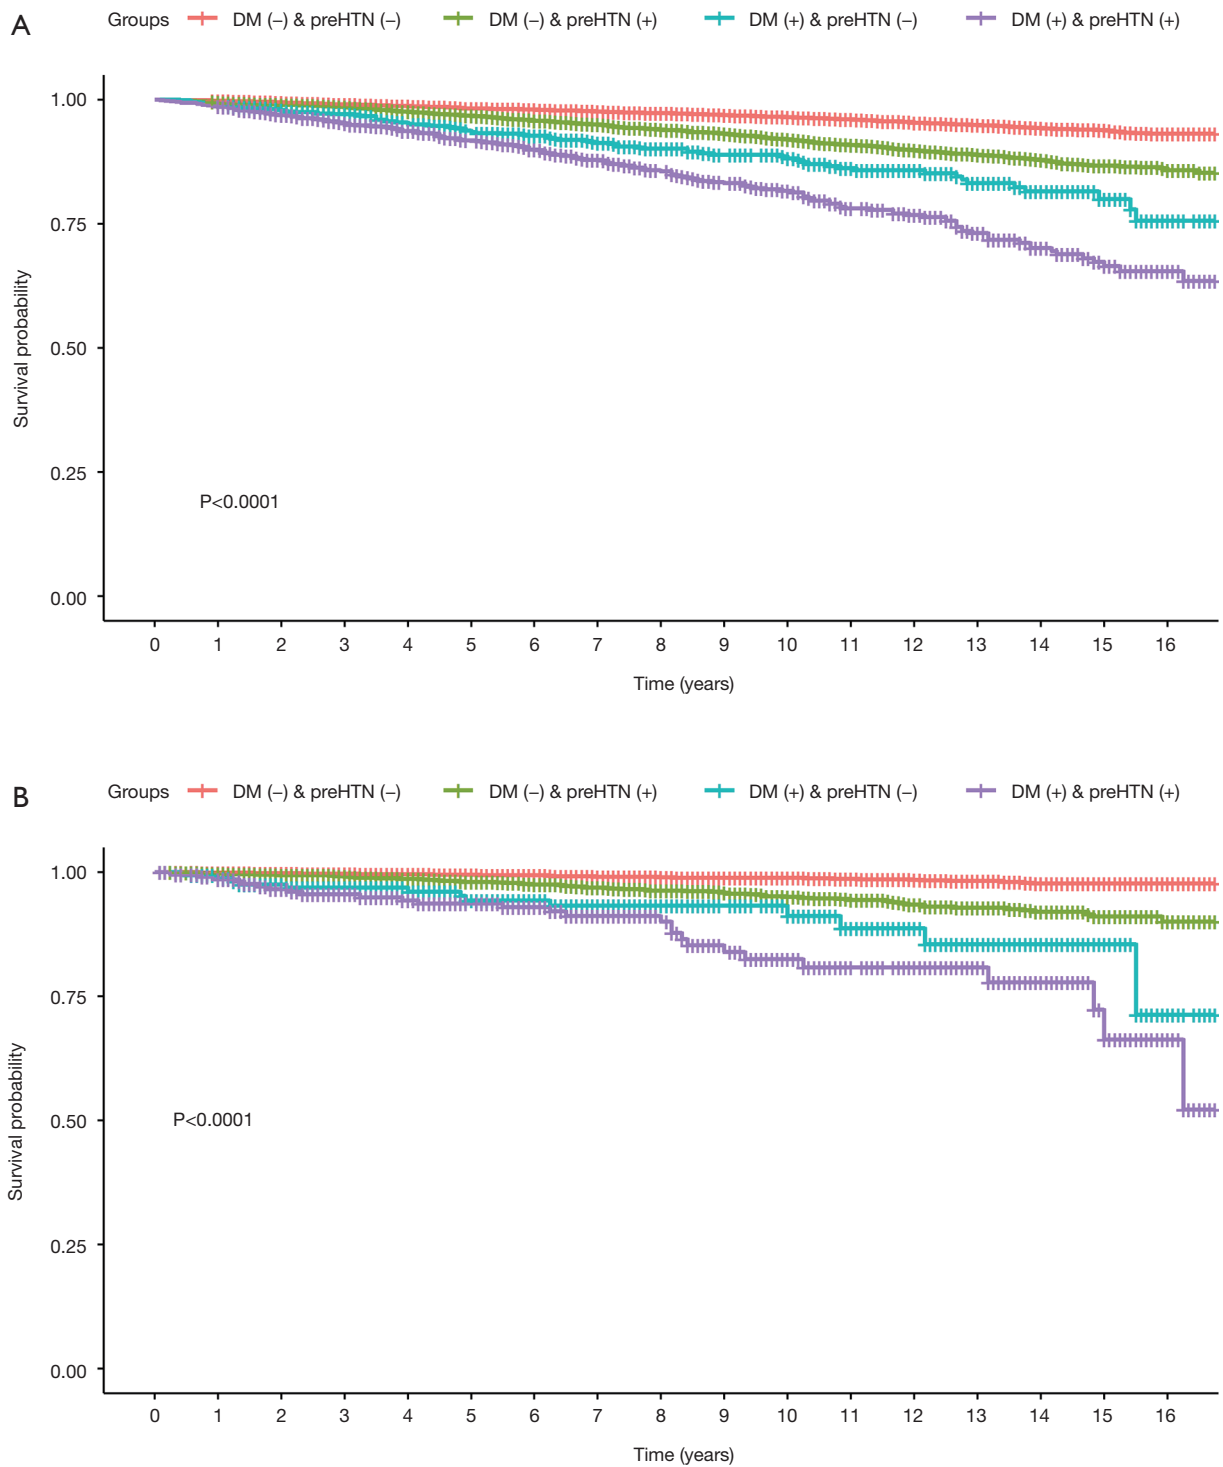 A
Groups DM (–) & preHTN (–) DM (–) & preHTN (+) DM (+) & preHTN (–) DM (+) & preHTN (+)
1.00
0.75
0.50
0.25
0.00
Survival probability
P<0.0001
0 1 2 3 4 5 6 7 8 9 10 11 12 13 14 15 16
Time (years)
B
Groups DM (–) & preHTN (–) DM (–) & preHTN (+) DM (+) & preHTN (–) DM (+) & preHTN (+)
1.00
0.75
0.50
0.25
0.00
Survival probability
P<0.0001
0 1 2 3 4 5 6 7 8 9 10 11 12 13 14 15 16
Time (years)